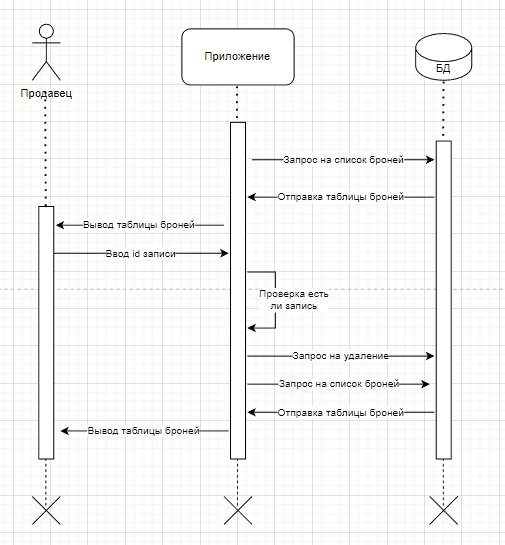 Продавец
Приложение
БД
Запрос на список броней
Отправка таблицы броней
Вывод таблицы броней
Ввод id записи
Проверка есть
ли запись
Запрос на удаление
Запрос на список броней
Отправка таблицы броней
Вывод таблицы броней